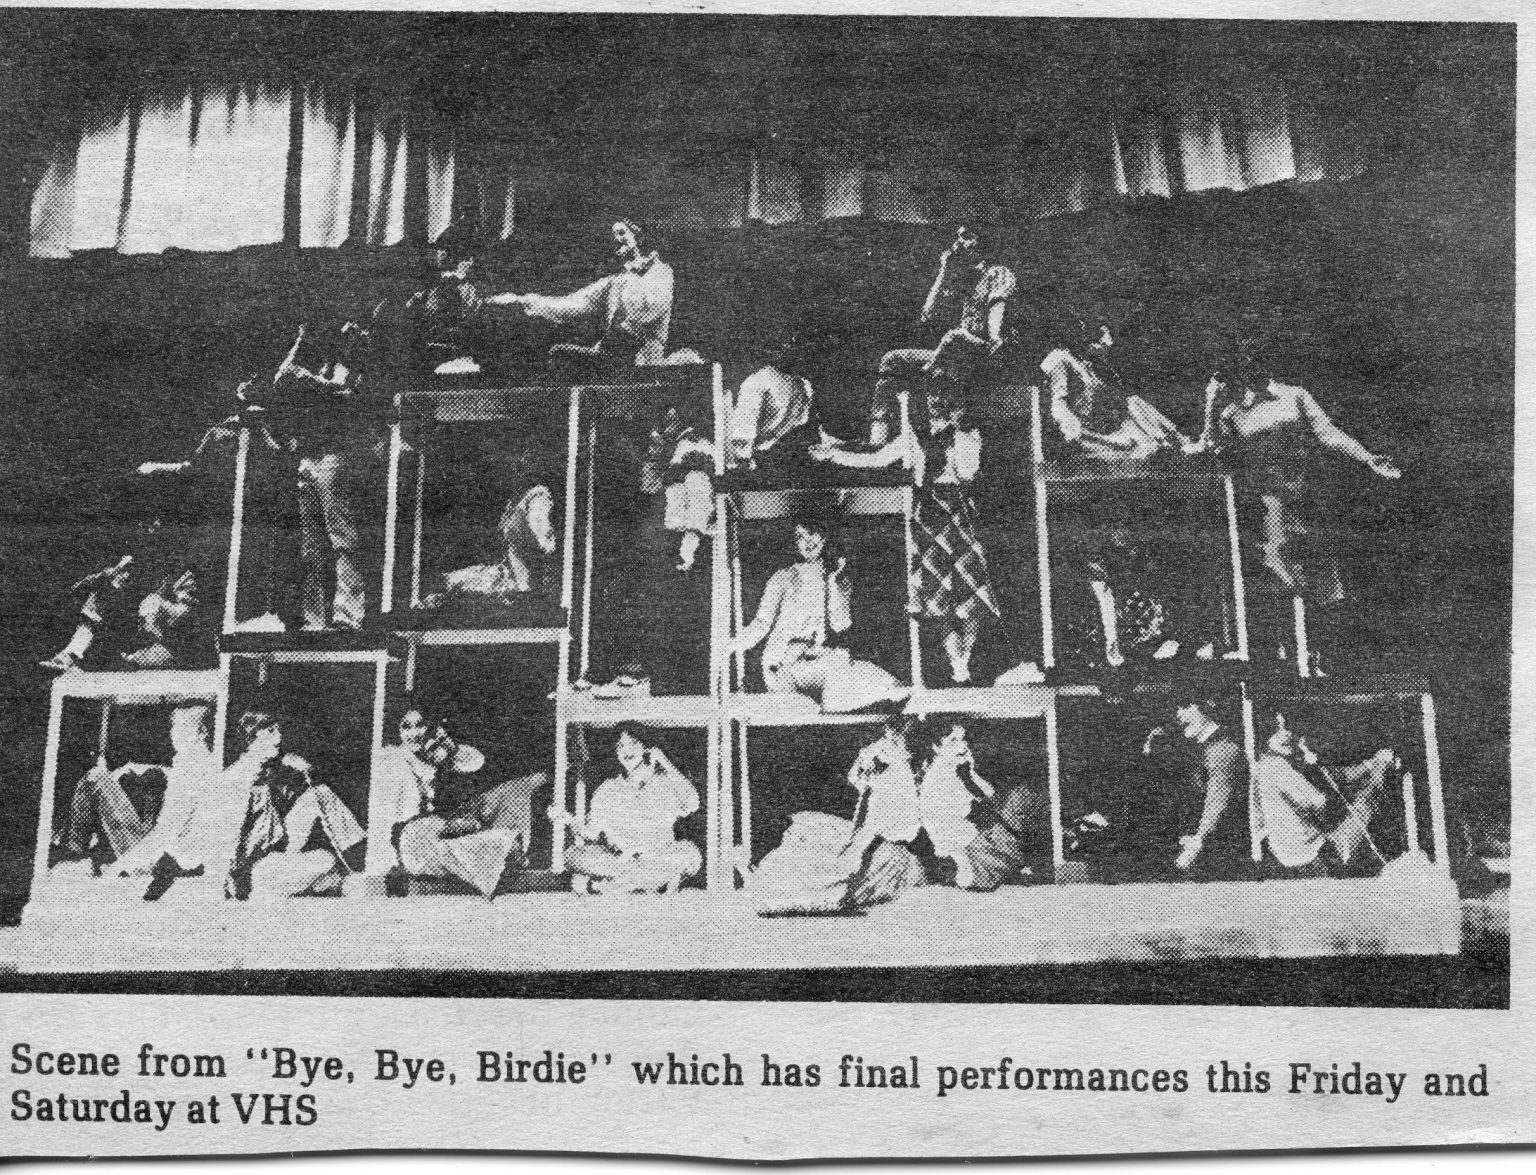 Scene from "Bye, Bye, Birdie" which has final performances this Friday and
Saturday at VHS